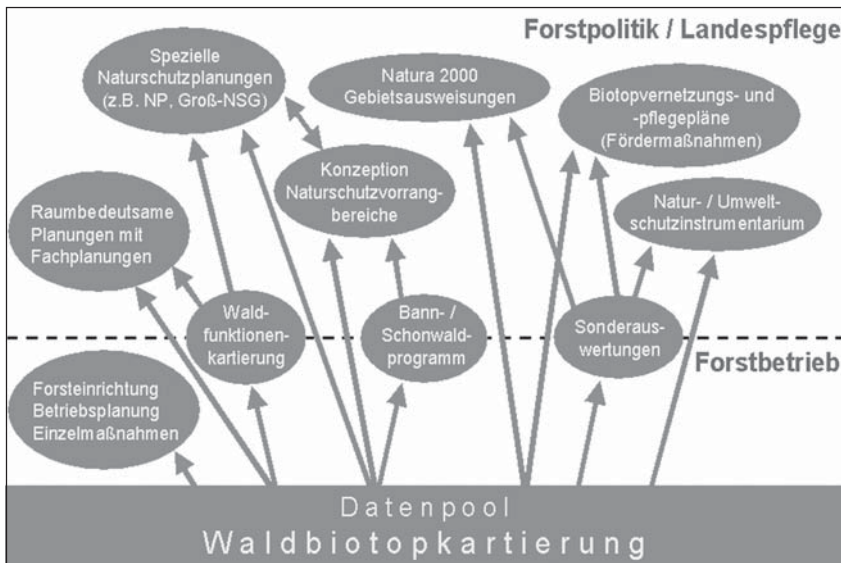 Forstpolitik / Landespflege
Spezielle
Naturschutzplanungen
(z.B. NP, Groß-NSG)
Natura 2000
Gebietsausweisungen
Biotopvernetzungs- und
-pflegepläne
(Fördermaßnahmen)
Konzeption
Naturschutzvorrang-
bereiche
Natur- / Umwelt-
schutzinstrumentarium
Raumbedeutsame
Planungen mit
Fachplanungen
Wald-
funktionen-
kartierung
Bann- /
Schonwald-
programm
Sonderaus-
wertungen
Forstbetrieb
Forsteinrichtung
Betriebsplanung
Einzelmaßnahmen
Datenpool
Waldbiotopkartierung